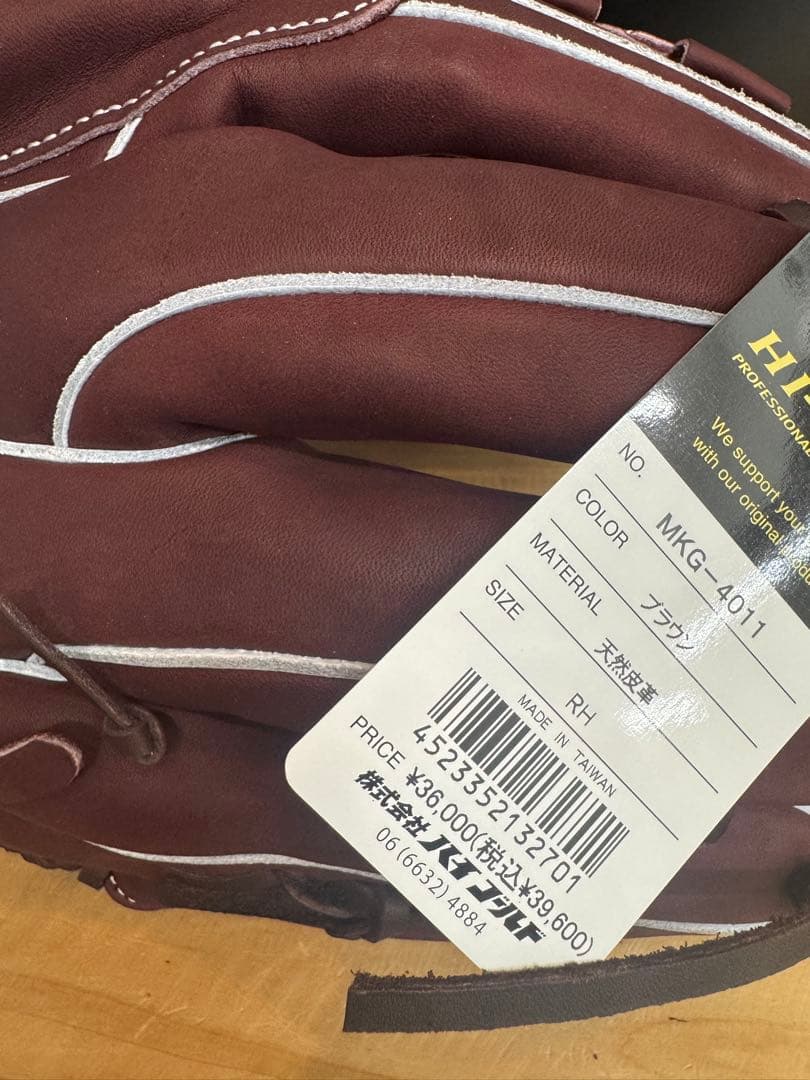 HI-
PROFESSIONAL
We support your
with our original
NO. MKG-4011
COLOR ブラウン
MATERIAL 天然皮革
SIZE RH
MADE IN TAIWAN
4523352132701
PRICE ¥36,000(税込¥39,600)
株式会社 ハイゴールド
06(6632)4884